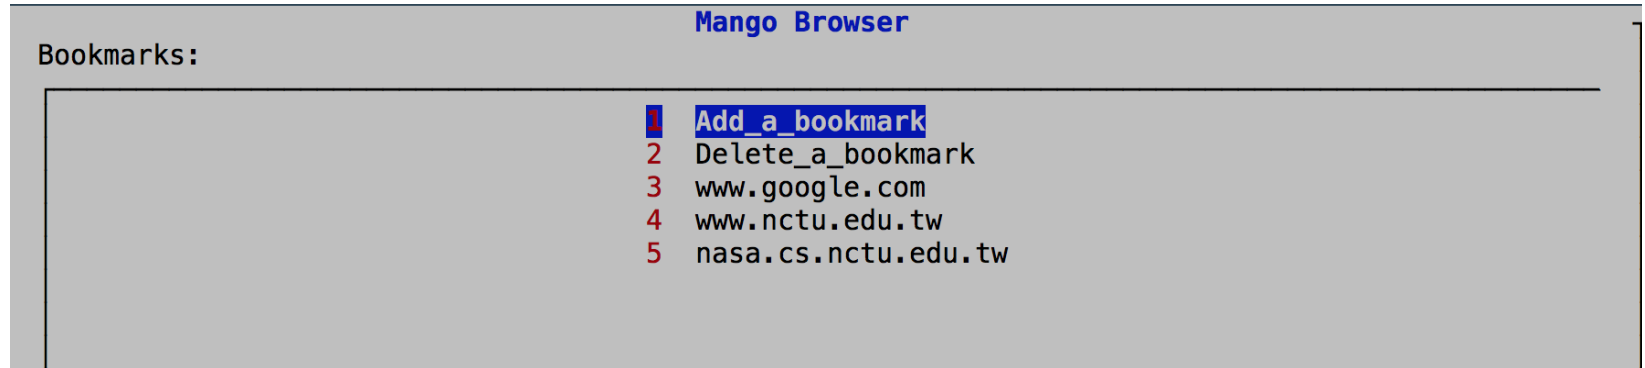 Mango Browser
Bookmarks:
1 Add_a_bookmark
2 Delete_a_bookmark
3 www.google.com
4 www.nctu.edu.tw
5 nasa.cs.nctu.edu.tw